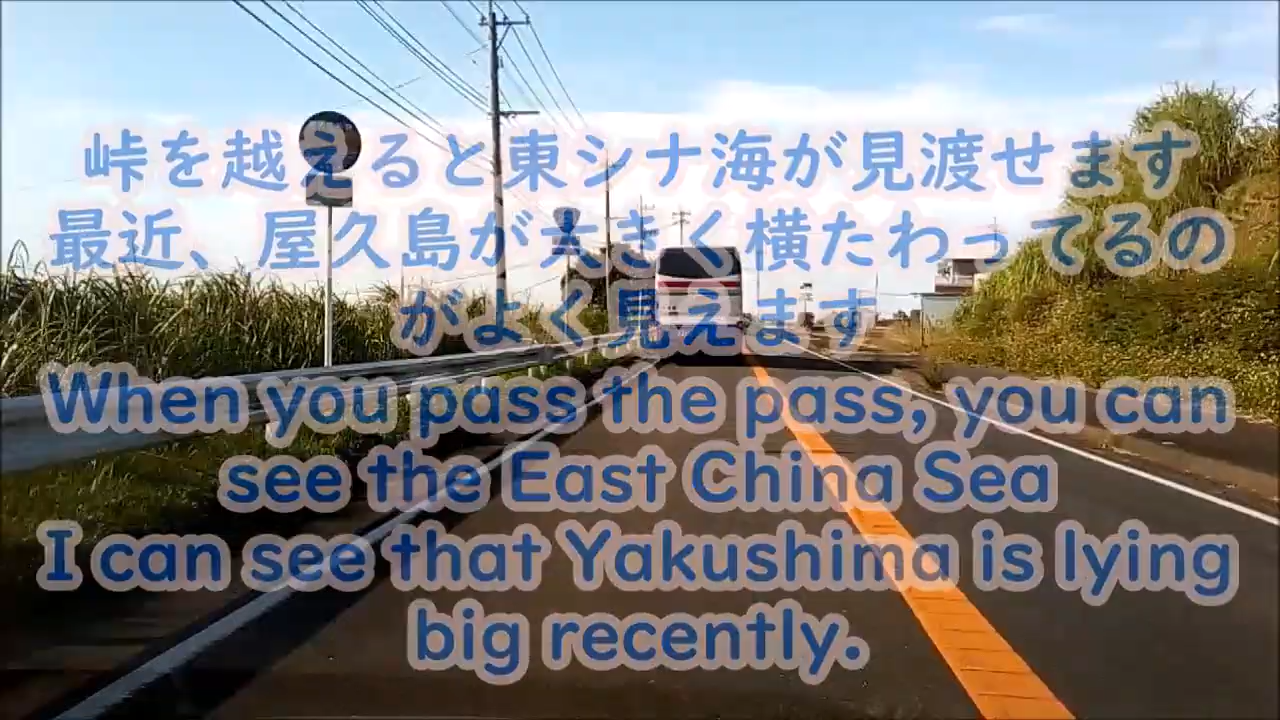 峠を越えると東シナ海が見渡せます
最近、屋久島が大きく横たわってるの
がよく見えます
When you pass the pass, you can
see the East China Sea
I can see that Yakushima is lying
big recently.